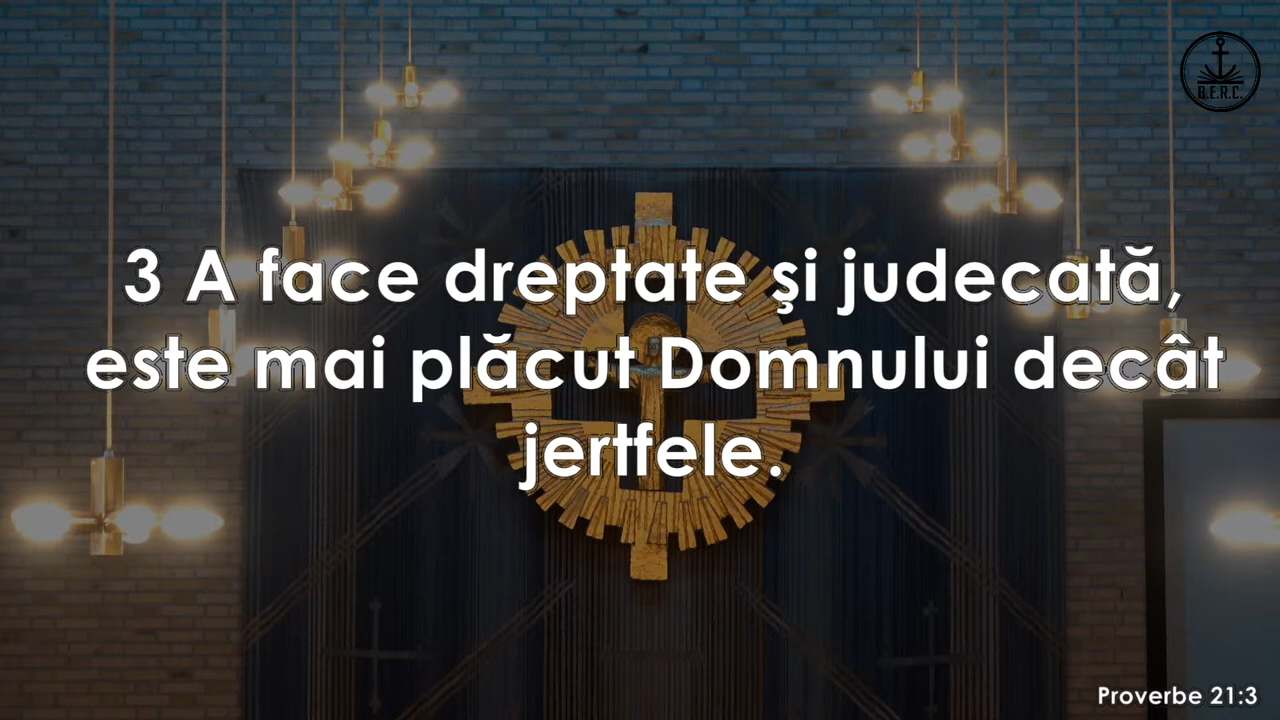 B.E.R.C.
3 A face dreptate şi judecată,
este mai plăcut Domnului decât
jertfele.
Proverbe 21:3